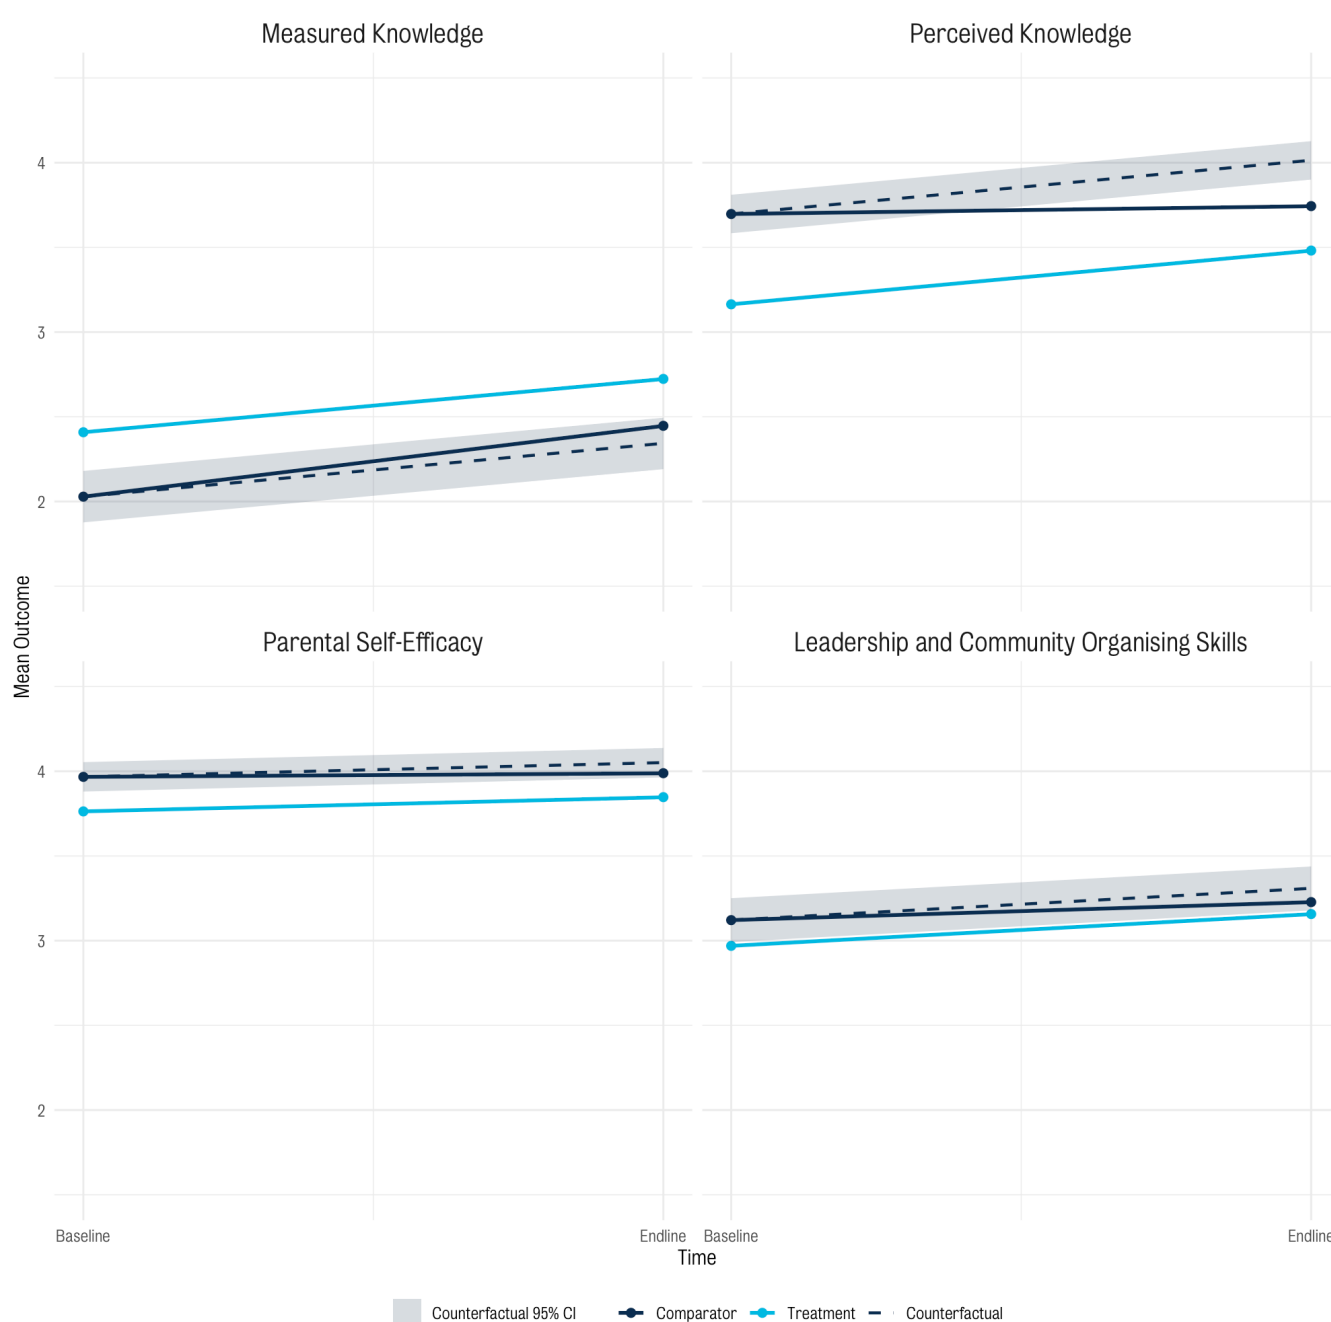 Measured Knowledge
Perceived Knowledge
4
3
2
Mean Outcome
Parental Self-Efficacy
Leadership and Community Organising Skills
4
3
2
Baseline
Endline
Baseline
Endline
Time
Counterfactual 95% CI
Comparator
Treatment
Counterfactual